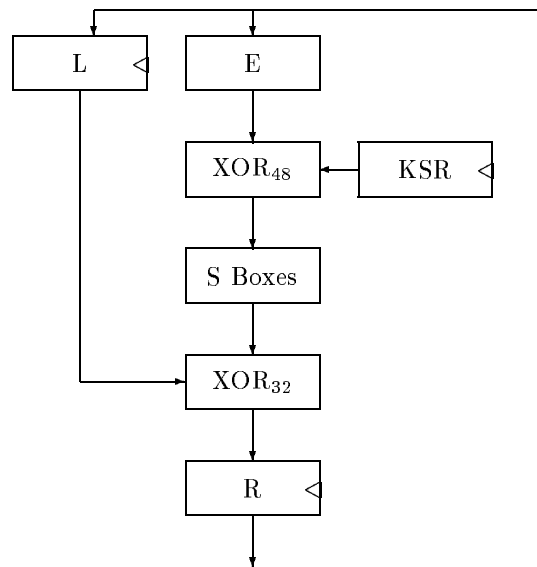 L
E
XOR₄₈
KSR
S Boxes
XOR₃₂
R